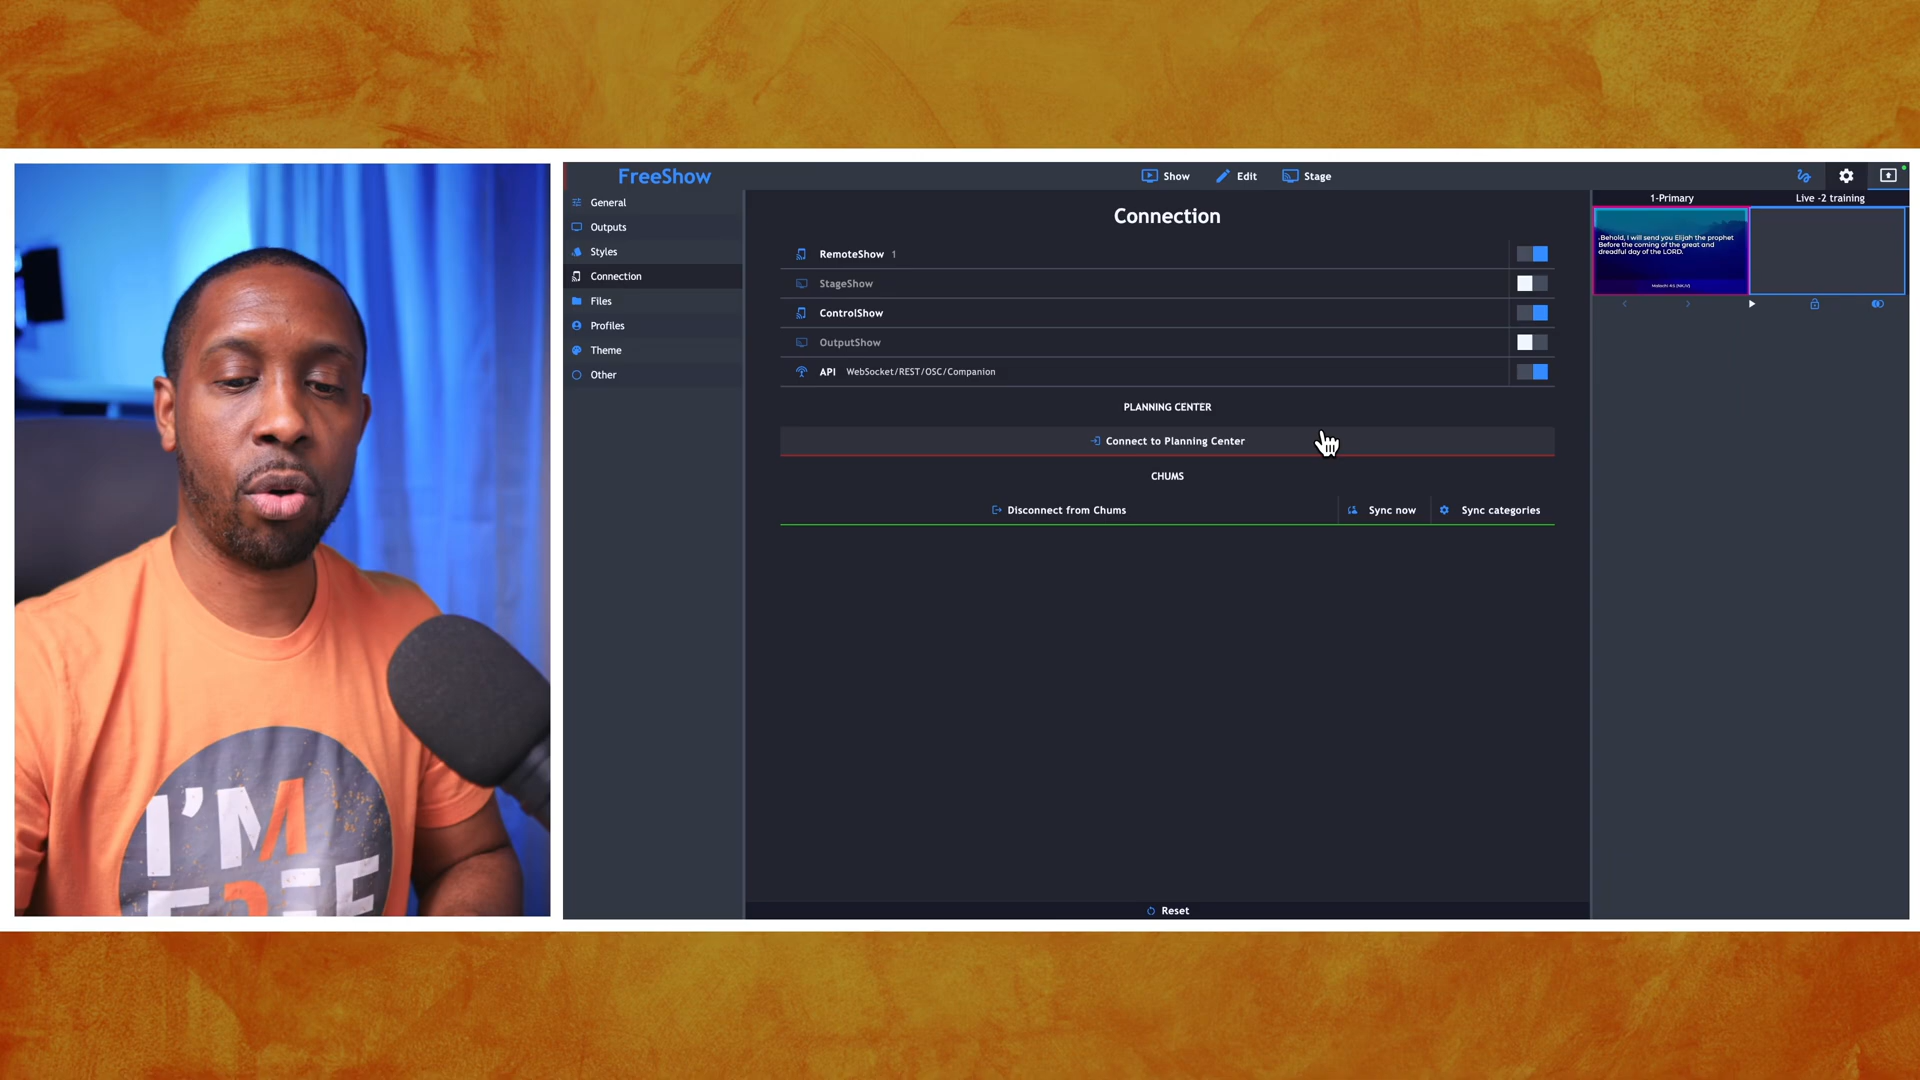 FreeShow
Show
Edit
Stage
General
Outputs
Styles
Connection
Files
Profiles
Theme
Other
Connection
RemoteShow 1
StageShow
ControlShow
OutputShow
API WebSocket/REST/OSC/Companion
PLANNING CENTER
Connect to Planning Center
CHUMS
Disconnect from Chums
Sync now
Sync categories
Reset
1-Primary
Live -2 training
Behold, I will send you Elijah the prophet
Before the coming of the great and
dreadful day of the LORD.
I'M